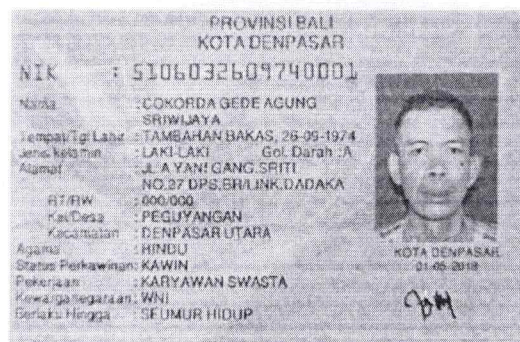 PROVINSI BALI
KOTA DENPASAR
NIK : 5106032609740001
Nama : COKORDA GEDE AGUNG
SRIWIJAYA
Tempat/Tgl Lahir : TAMBAHAN BAKAS, 26-09-1974
Jenis kelamin : LAKI-LAKI Gol. Darah : A
Alamat : JL A YANI GANG.SRITI
NO.27 DPS,BR/LINK.DADAKA
RT/RW : 000/000
Kel/Desa : PEGUYANGAN
Kecamatan : DENPASAR UTARA
Agama : HINDU
Status Perkawinan: KAWIN
Pekerjaan : KARYAWAN SWASTA
Kewarganegaraan: WNI
Berlaku Hingga : SEUMUR HIDUP
KOTA DENPASAR
01-05-2018